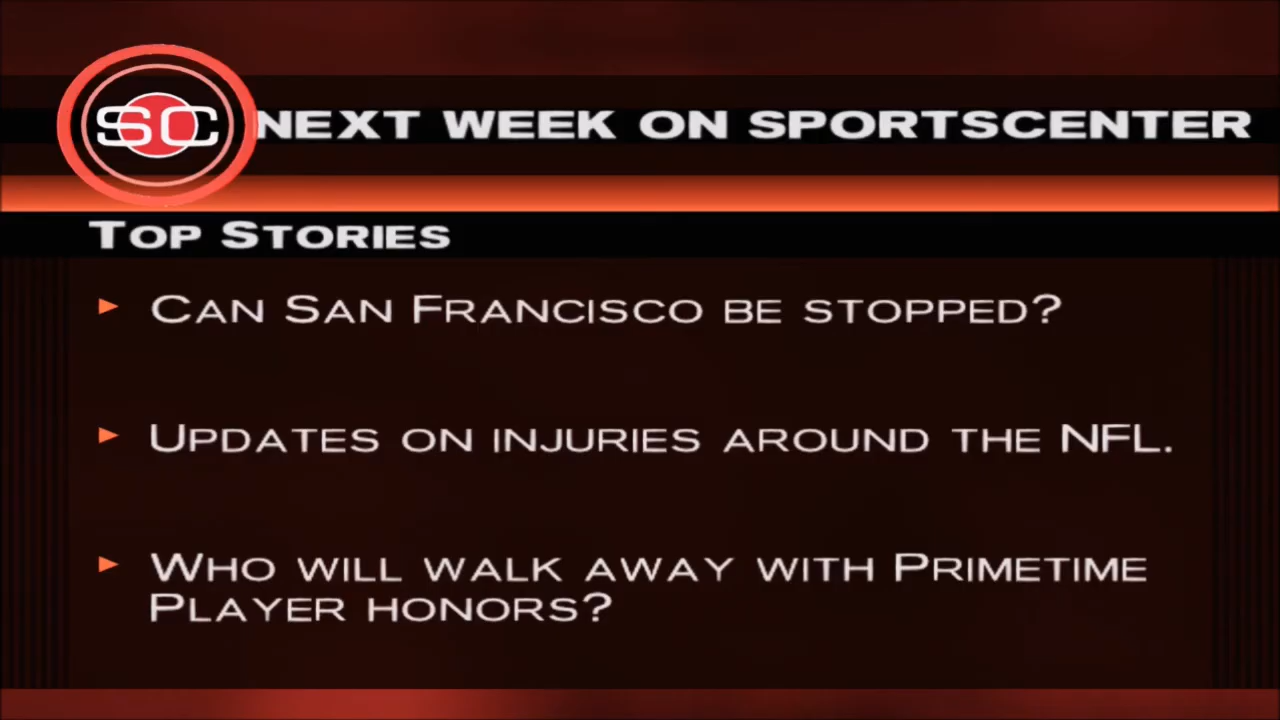 SC
NEXT WEEK ON SPORTSCENTER
TOP STORIES
CAN SAN FRANCISCO BE STOPPED?
UPDATES ON INJURIES AROUND THE NFL.
WHO WILL WALK AWAY WITH PRIMETIME
PLAYER HONORS?